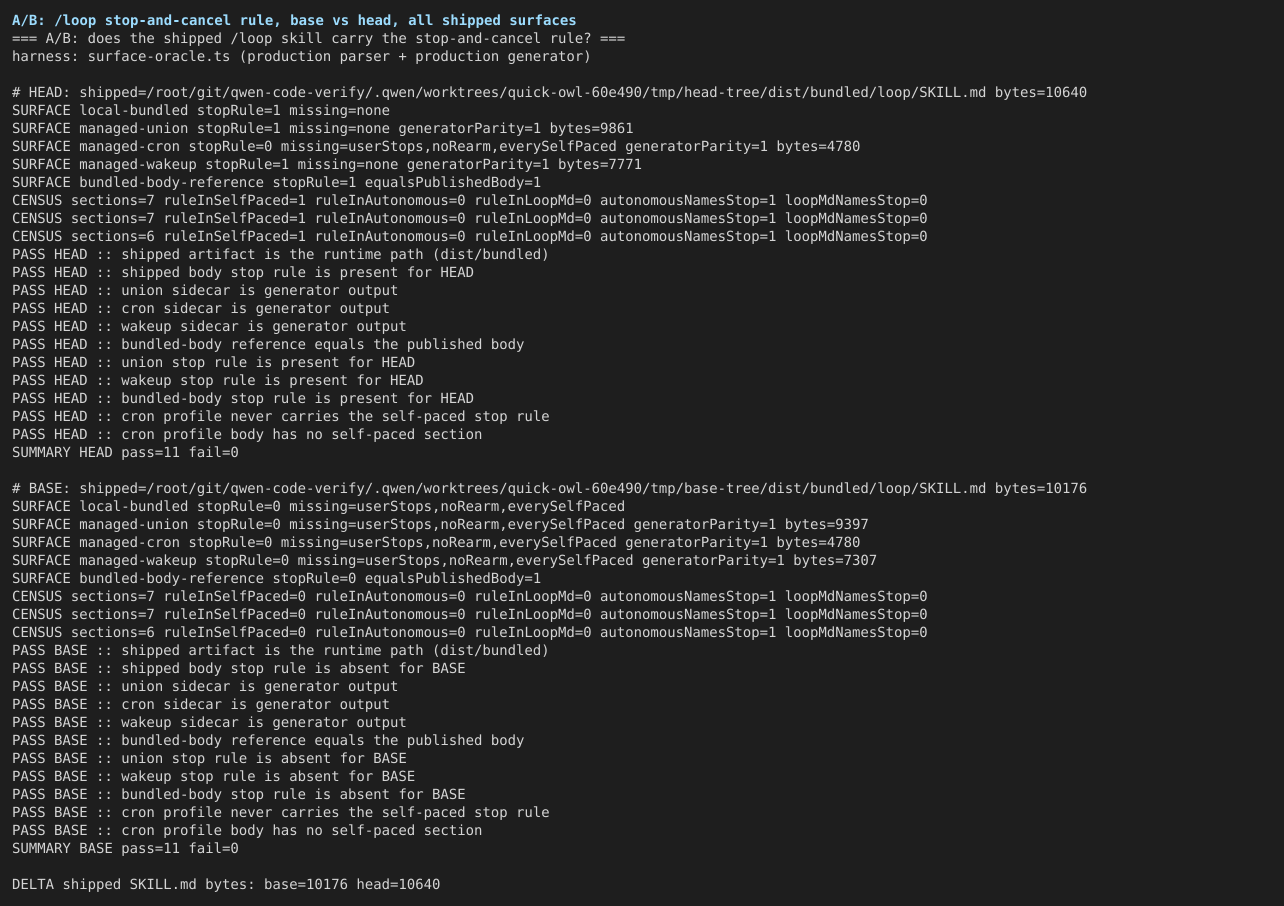 A/B: /loop stop-and-cancel rule, base vs head, all shipped surfaces
=== A/B: does the shipped /loop skill carry the stop-and-cancel rule? ===
harness: surface-oracle.ts (production parser + production generator)
# HEAD: shipped=/root/git/qwen-code-verify/.qwen/worktrees/quick-owl-60e490/tmp/head-tree/dist/bundled/loop/SKILL.md bytes=10640
SURFACE local-bundled stopRule=1 missing=none
SURFACE managed-union stopRule=1 missing=none generatorParity=1 bytes=9861
SURFACE managed-cron stopRule=0 missing=userStops,noRearm,everySelfPaced generatorParity=1 bytes=4780
SURFACE managed-wakeup stopRule=1 missing=none generatorParity=1 bytes=7771
SURFACE bundled-body-reference stopRule=1 equalsPublishedBody=1
CENSUS sections=7 ruleInSelfPaced=1 ruleInAutonomous=0 ruleInLoopMd=0 autonomousNamesStop=1 loopMdNamesStop=0
CENSUS sections=7 ruleInSelfPaced=1 ruleInAutonomous=0 ruleInLoopMd=0 autonomousNamesStop=1 loopMdNamesStop=0
CENSUS sections=6 ruleInSelfPaced=1 ruleInAutonomous=0 ruleInLoopMd=0 autonomousNamesStop=1 loopMdNamesStop=0
PASS HEAD :: shipped artifact is the runtime path (dist/bundled)
PASS HEAD :: shipped body stop rule is present for HEAD
PASS HEAD :: union sidecar is generator output
PASS HEAD :: cron sidecar is generator output
PASS HEAD :: wakeup sidecar is generator output
PASS HEAD :: bundled-body reference equals the published body
PASS HEAD :: union stop rule is present for HEAD
PASS HEAD :: wakeup stop rule is present for HEAD
PASS HEAD :: bundled-body stop rule is present for HEAD
PASS HEAD :: cron profile never carries the self-paced stop rule
PASS HEAD :: cron profile body has no self-paced section
SUMMARY HEAD pass=11 fail=0
# BASE: shipped=/root/git/qwen-code-verify/.qwen/worktrees/quick-owl-60e490/tmp/base-tree/dist/bundled/loop/SKILL.md bytes=10176
SURFACE local-bundled stopRule=0 missing=userStops,noRearm,everySelfPaced
SURFACE managed-union stopRule=0 missing=userStops,noRearm,everySelfPaced generatorParity=1 bytes=9397
SURFACE managed-cron stopRule=0 missing=userStops,noRearm,everySelfPaced generatorParity=1 bytes=4780
SURFACE managed-wakeup stopRule=0 missing=userStops,noRearm,everySelfPaced generatorParity=1 bytes=7307
SURFACE bundled-body-reference stopRule=0 equalsPublishedBody=1
CENSUS sections=7 ruleInSelfPaced=0 ruleInAutonomous=0 ruleInLoopMd=0 autonomousNamesStop=1 loopMdNamesStop=0
CENSUS sections=7 ruleInSelfPaced=0 ruleInAutonomous=0 ruleInLoopMd=0 autonomousNamesStop=1 loopMdNamesStop=0
CENSUS sections=6 ruleInSelfPaced=0 ruleInAutonomous=0 ruleInLoopMd=0 autonomousNamesStop=1 loopMdNamesStop=0
PASS BASE :: shipped artifact is the runtime path (dist/bundled)
PASS BASE :: shipped body stop rule is absent for BASE
PASS BASE :: union sidecar is generator output
PASS BASE :: cron sidecar is generator output
PASS BASE :: wakeup sidecar is generator output
PASS BASE :: bundled-body reference equals the published body
PASS BASE :: union stop rule is absent for BASE
PASS BASE :: wakeup stop rule is absent for BASE
PASS BASE :: bundled-body stop rule is absent for BASE
PASS BASE :: cron profile never carries the self-paced stop rule
PASS BASE :: cron profile body has no self-paced section
SUMMARY BASE pass=11 fail=0
DELTA shipped SKILL.md bytes: base=10176 head=10640